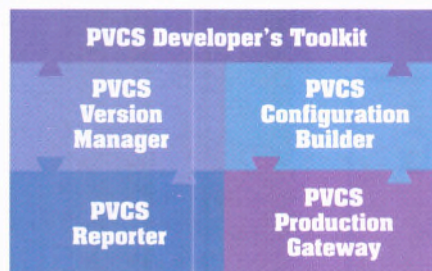 PVCS Developer's Toolkit
PVCS
Version
Manager
PVCS
Configuration
Builder
PVCS
Reporter
PVCS
Production
Gateway